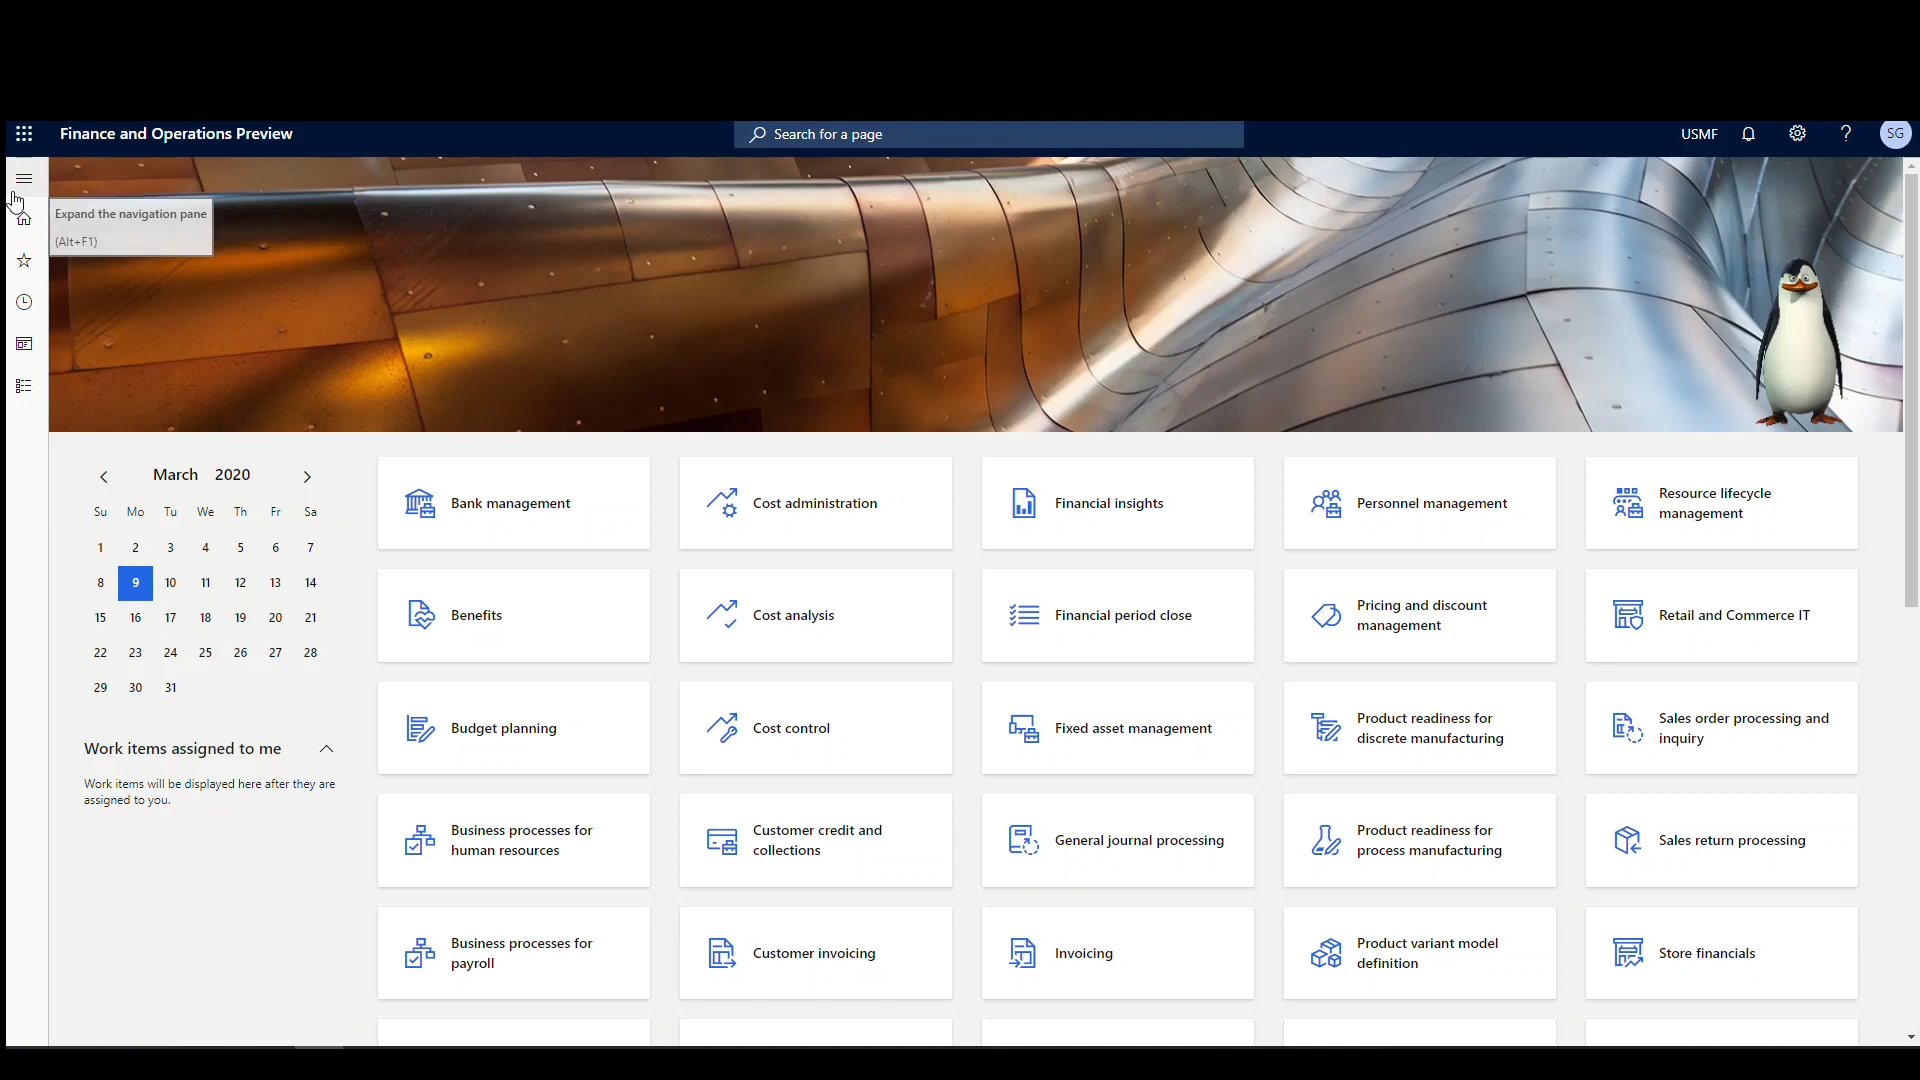 Finance and Operations Preview
Search for a page
USMF
SG
Expand the navigation pane
(Alt+F1)
March 2020
Su Mo Tu We Th Fr Sa
1 2 3 4 5 6 7
8 9 10 11 12 13 14
15 16 17 18 19 20 21
22 23 24 25 26 27 28
29 30 31
Work items assigned to me
Work items will be displayed here after they are
assigned to you.
Bank management
Cost administration
Financial insights
Personnel management
Resource lifecycle
management
Benefits
Cost analysis
Financial period close
Pricing and discount
management
Retail and Commerce IT
Budget planning
Cost control
Fixed asset management
Product readiness for
discrete manufacturing
Sales order processing and
inquiry
Business processes for
human resources
Customer credit and
collections
General journal processing
Product readiness for
process manufacturing
Sales return processing
Business processes for
payroll
Customer invoicing
Invoicing
Product variant model
definition
Store financials